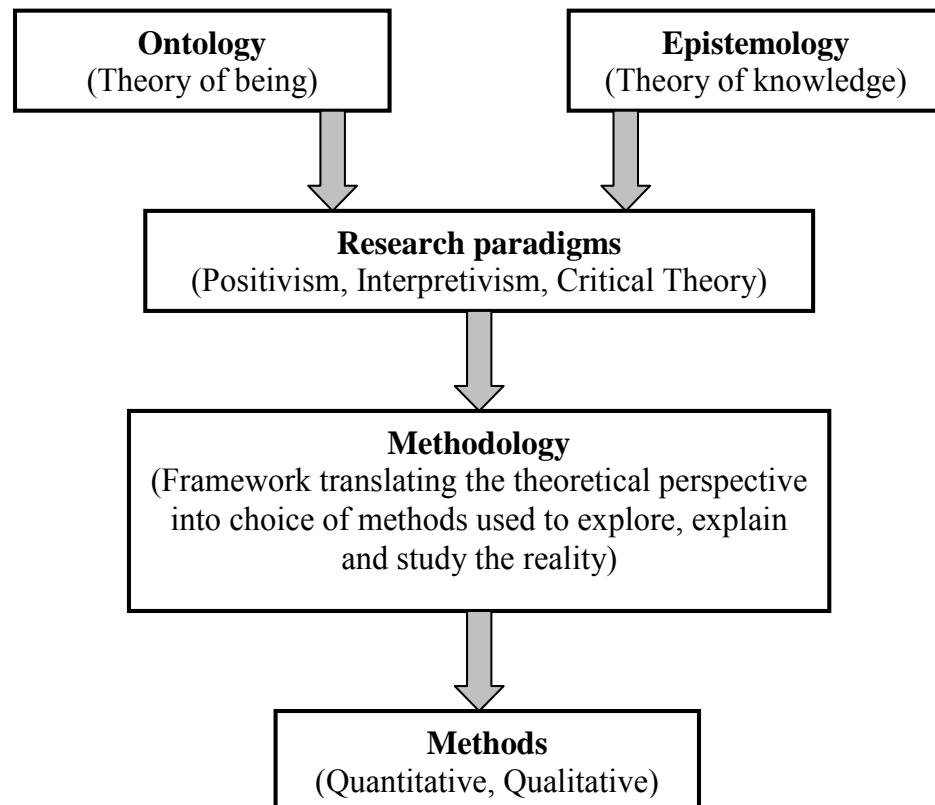 Ontology
(Theory of being)
Epistemology
(Theory of knowledge)
Research paradigms
(Positivism, Interpretivism, Critical Theory)
Methodology
(Framework translating the theoretical perspective
into choice of methods used to explore, explain
and study the reality)
Methods
(Quantitative, Qualitative)